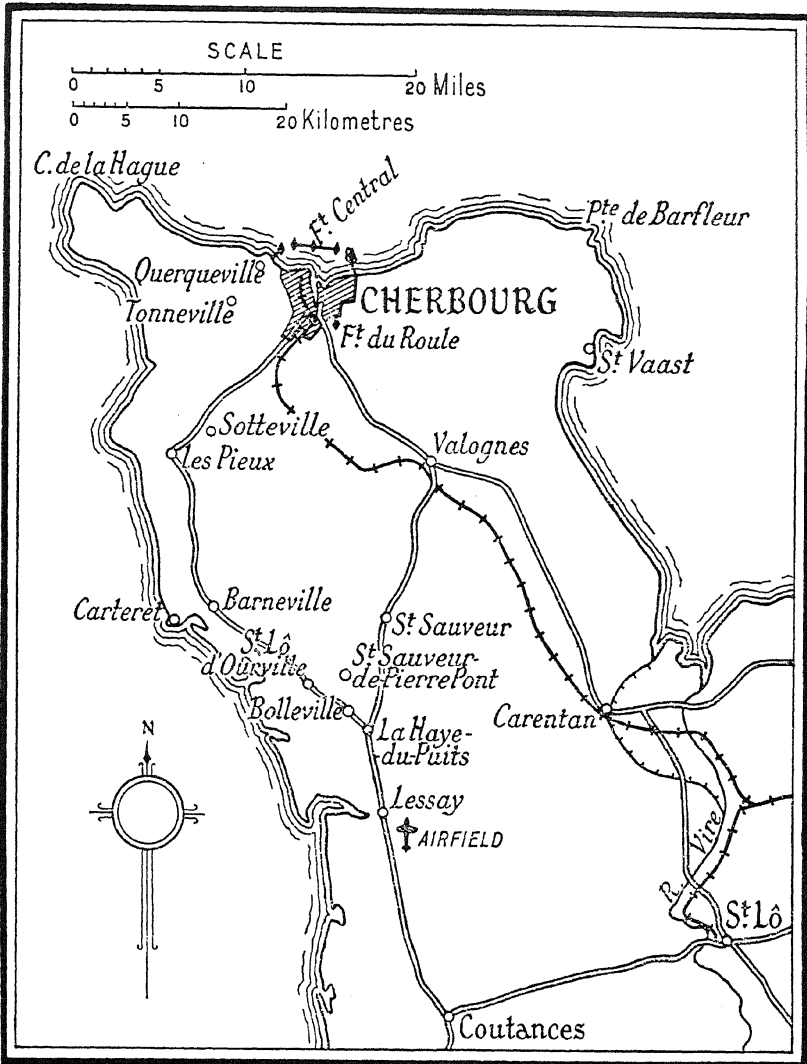 SCALE
0 5 10 20 Miles
0 5 10 20 Kilometres
C. de la Hague
Ft. Central
Pte de Barfleur
Querqueville
Tonneville
CHERBOURG
Ft. du Roule
St. Vaast
Sotteville
les Pieux
Valognes
Carteret
Barneville
St. Sauveur
St. Lô
d'Ourville
St. Sauveur-
de-Pierre Pont
Bolleville
La Haye-
du-Puits
Carentan
N
Lessay
AIRFIELD
R. Vire
St. Lô
Coutances